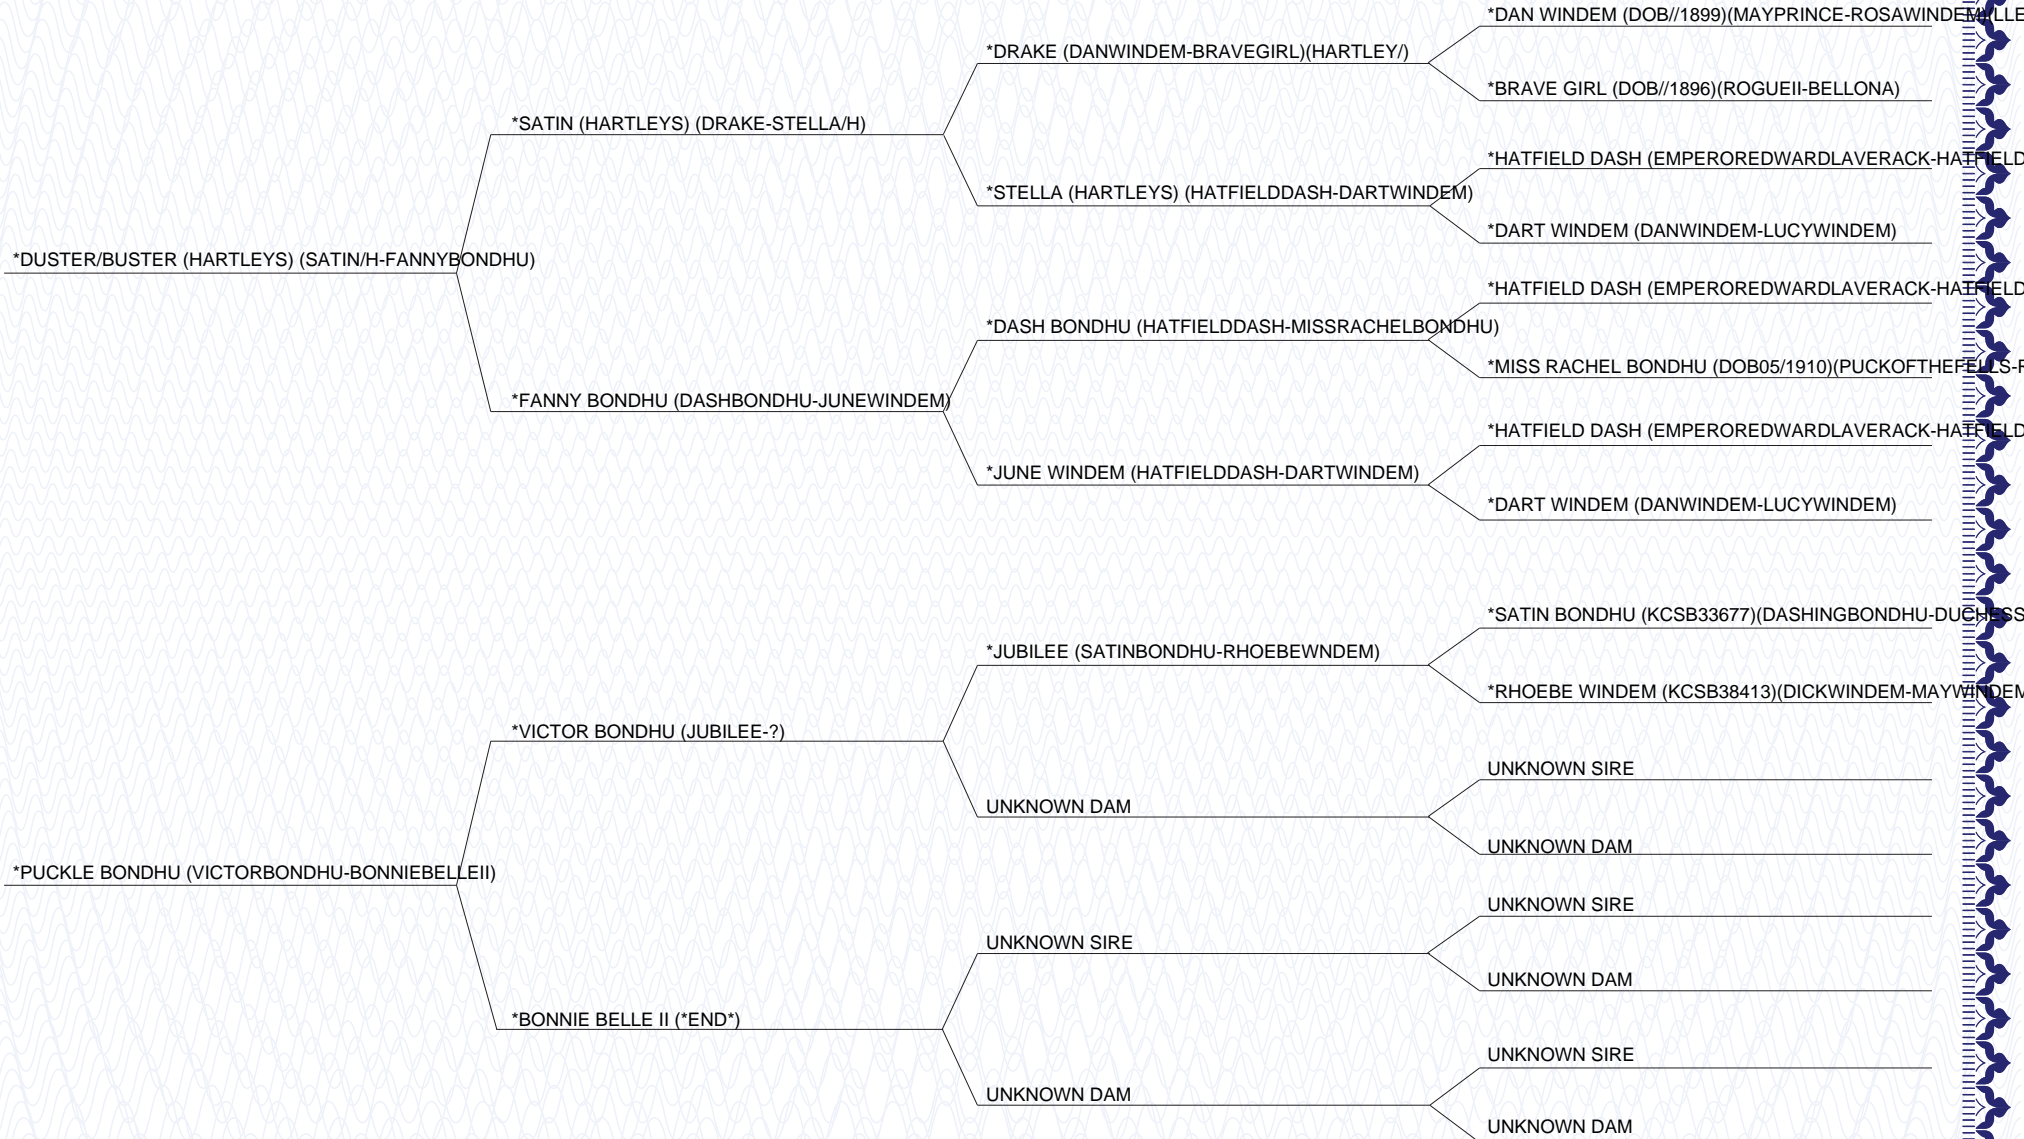 *DAN WINDEM (DOB//1899)(MAYPRINCE-ROSAWINDEM)(LLE
*DRAKE (DANWINDEM-BRAVEGIRL)(HARTLEY/)
*BRAVE GIRL (DOB//1896)(ROGUEII-BELLONA)
*SATIN (HARTLEYS) (DRAKE-STELLA/H)
*HATFIELD DASH (EMPEROREDWARDLAVERACK-HATFIELD
*STELLA (HARTLEYS) (HATFIELDDASH-DARTWINDEM)
*DART WINDEM (DANWINDEM-LUCYWINDEM)
*DUSTER/BUSTER (HARTLEYS) (SATIN/H-FANNYBONDHU)
*HATFIELD DASH (EMPEROREDWARDLAVERACK-HATFIELD
*DASH BONDHU (HATFIELDDASH-MISSRACHELBONDHU)
*MISS RACHEL BONDHU (DOB05/1910)(PUCKOFTHEFELLS-F
*FANNY BONDHU (DASHBONDHU-JUNEWINDEM)
*HATFIELD DASH (EMPEROREDWARDLAVERACK-HATFIELD
*JUNE WINDEM (HATFIELDDASH-DARTWINDEM)
*DART WINDEM (DANWINDEM-LUCYWINDEM)
*SATIN BONDHU (KCSB33677)(DASHINGBONDHU-DUCHESS
*JUBILEE (SATINBONDHU-RHOEBEWNDEM)
*RHOEBE WINDEM (KCSB38413)(DICKWINDEM-MAYWINDEM
*VICTOR BONDHU (JUBILEE-?)
UNKNOWN SIRE
UNKNOWN DAM
UNKNOWN DAM
*PUCKLE BONDHU (VICTORBONDHU-BONNIEBELLEII)
UNKNOWN SIRE
UNKNOWN SIRE
UNKNOWN DAM
*BONNIE BELLE II (*END*)
UNKNOWN SIRE
UNKNOWN DAM
UNKNOWN DAM